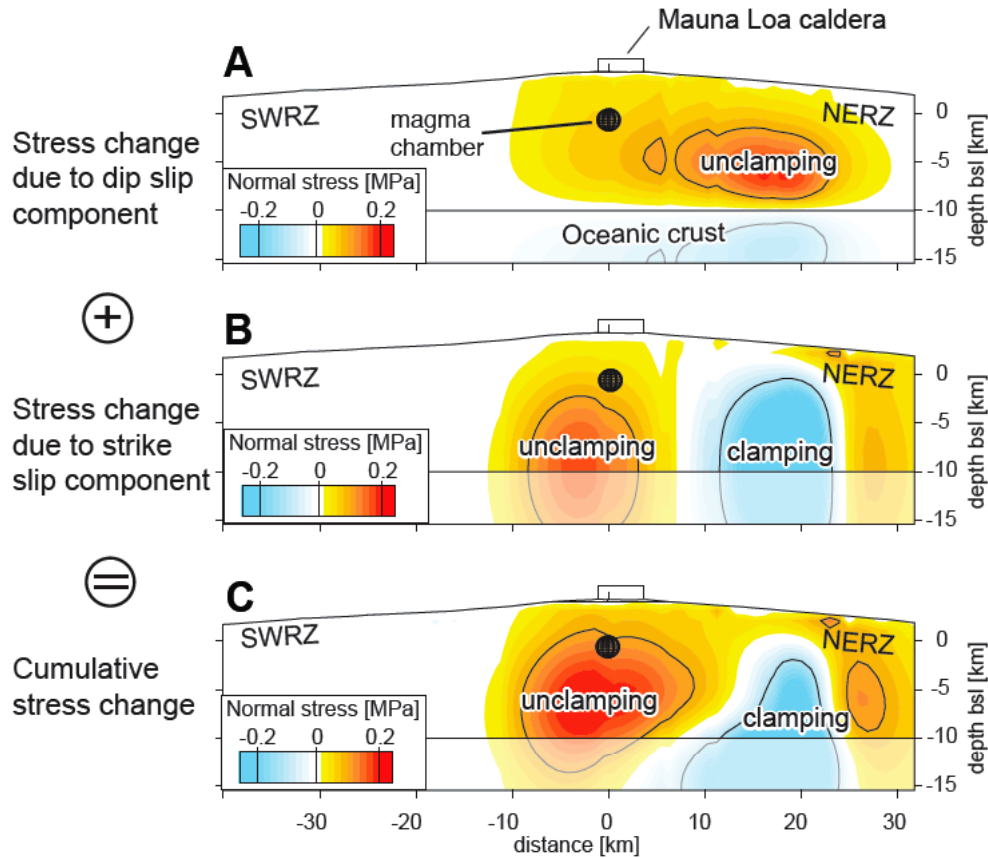 Mauna Loa caldera
A
SWRZ
magma
chamber
NERZ
unclamping
Stress change
due to dip slip
component
Normal stress [MPa]
-0.2 0 0.2
Oceanic crust
0
-5
-10
-15
depth bsl [km]
+
B
SWRZ
NERZ
Stress change
due to strike
slip component
Normal stress [MPa]
-0.2 0 0.2
unclamping
clamping
0
-5
-10
-15
depth bsl [km]
=
C
SWRZ
NERZ
Cumulative
stress change
Normal stress [MPa]
-0.2 0 0.2
unclamping
clamping
0
-5
-10
-15
depth bsl [km]
-30 -20 -10 0 10 20 30
distance [km]